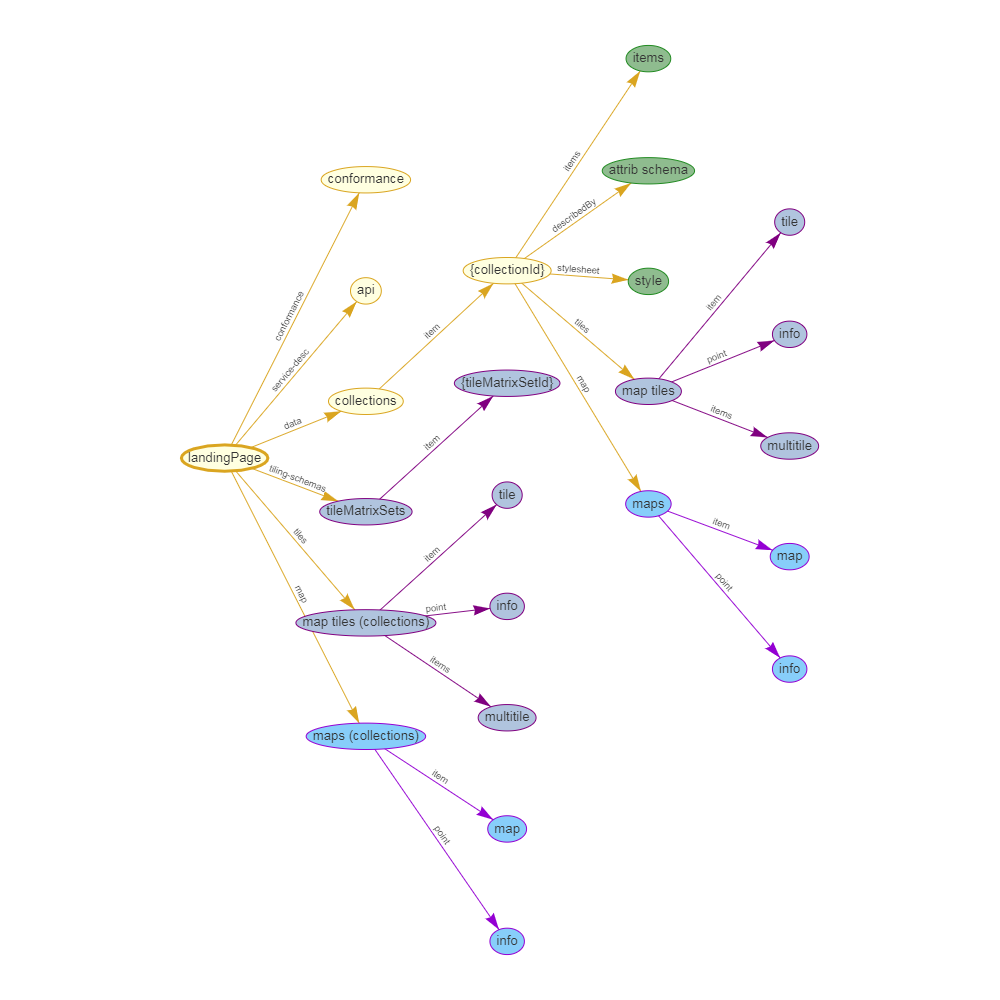 items
items
attrib schema
conformance
describedBy
tile
{collectionId}
stylesheet
style
api
item
conformance
item
tiles
info
point
service-desc
{tileMatrixSetId}
map
map tiles
collections
items
data
item
multitile
landingPage
tiling-schemas
tile
maps
tileMatrixSets
item
tiles
item
map
point
map
info
point
map tiles (collections)
items
info
multitile
maps (collections)
item
point
map
info